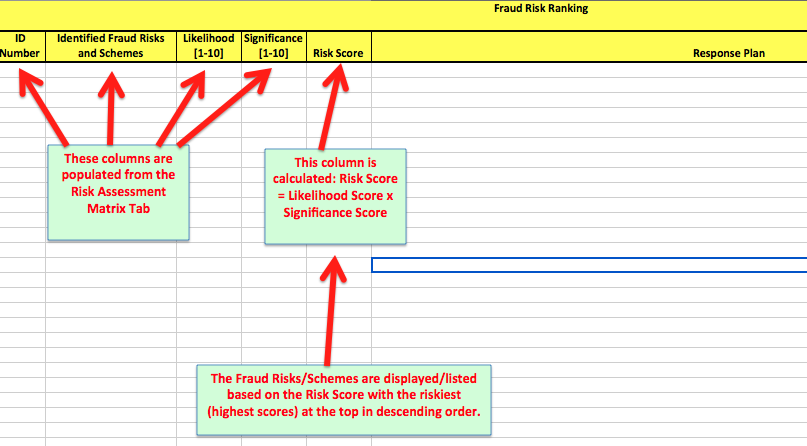 Fraud Risk Ranking
ID Identified Fraud Risks Likelihood Significance
Number and Schemes [1-10] [1-10] Risk Score Response Plan
These columns are
populated from the
Risk Assessment
Matrix Tab
This column is
calculated: Risk Score
= Likelihood Score x
Significance Score
The Fraud Risks/Schemes are displayed/listed
based on the Risk Score with the riskiest
(highest scores) at the top in descending order.